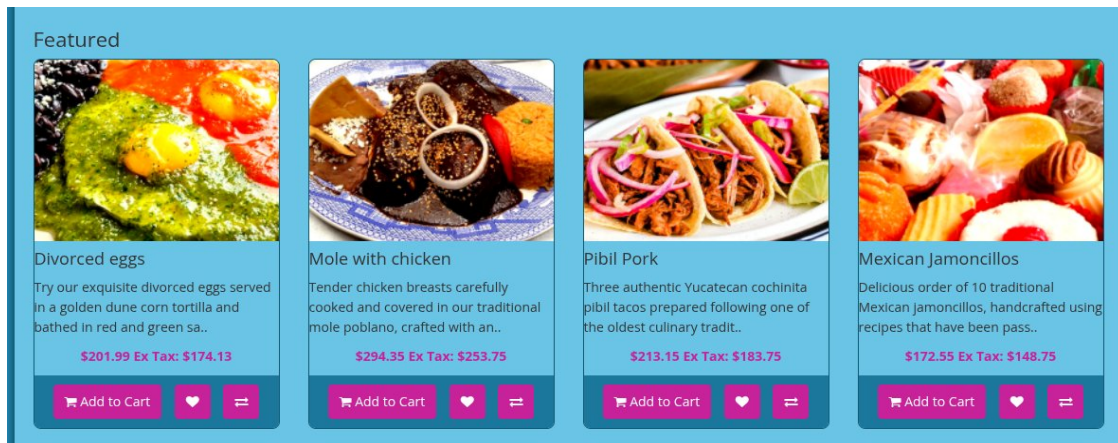 Featured
Divorced eggs
Try our exquisite divorced eggs served
in a golden dune corn tortilla and
bathed in red and green sa..
$201.99 Ex Tax: $174.13
Add to Cart
Mole with chicken
Tender chicken breasts carefully
cooked and covered in our traditional
mole poblano, crafted with an..
$294.35 Ex Tax: $253.75
Add to Cart
Pibil Pork
Three authentic Yucatecan cochinita
pibil tacos prepared following one of
the oldest culinary tradit..
$213.15 Ex Tax: $183.75
Add to Cart
Mexican Jamoncillos
Delicious order of 10 traditional
Mexican jamoncillos, handcrafted using
recipes that have been pass..
$172.55 Ex Tax: $148.75
Add to Cart